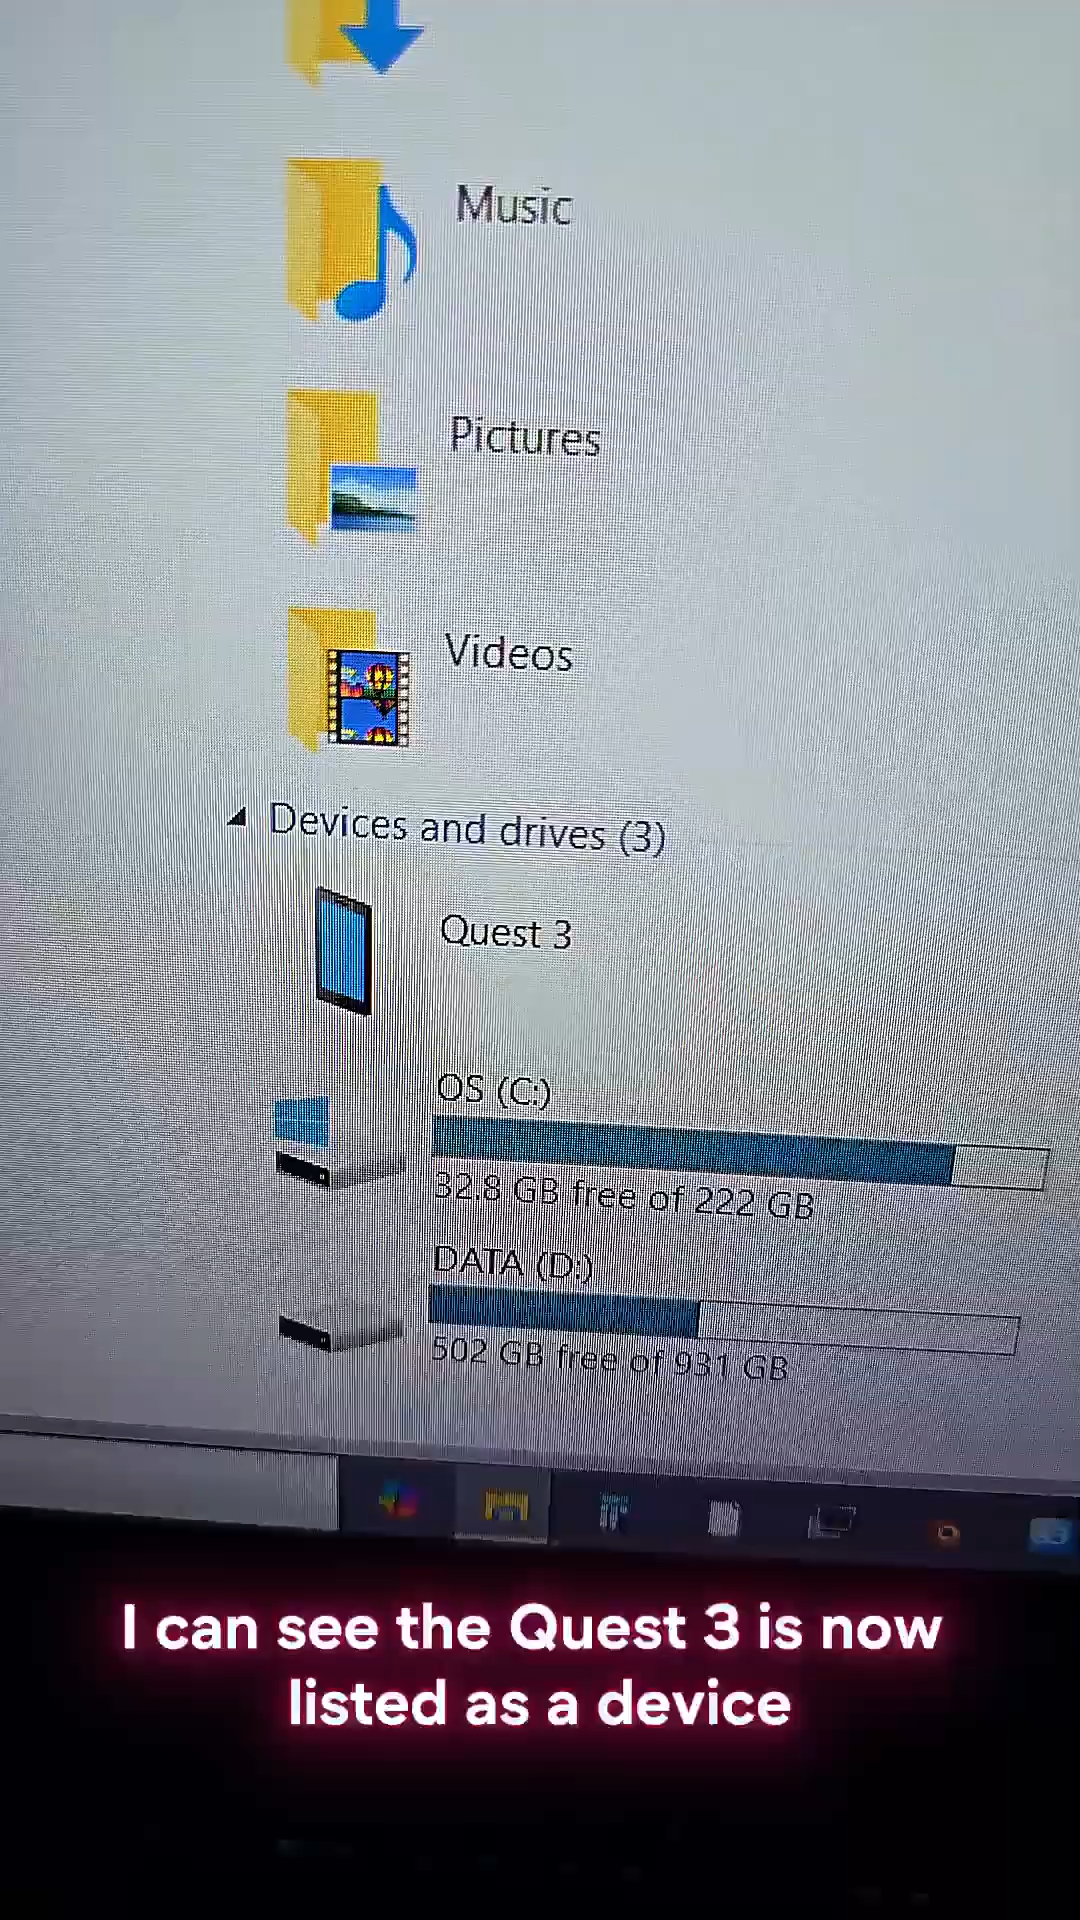 Music
Pictures
Videos
Devices and drives (3)
Quest 3
OS (C:)
32.8 GB free of 222 GB
DATA (D:)
502 GB free of 931 GB
I can see the Quest 3 is now
listed as a device